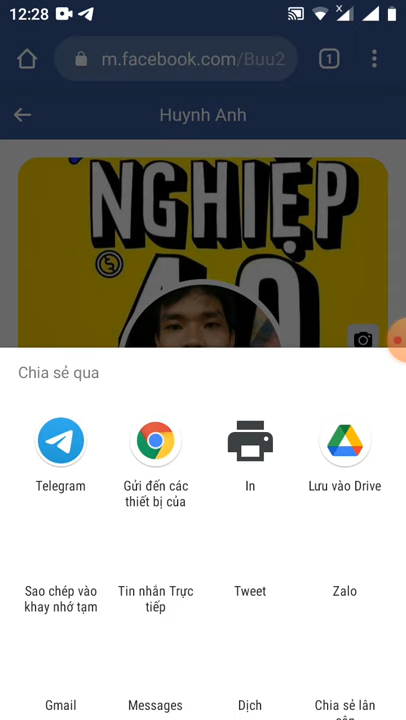 12:28
m.facebook.com/Buu2
1
Huynh Anh
NGHIỆP
4.0
Chia sẻ qua
Telegram
Gửi đến các
thiết bị của
In
Lưu vào Drive
Sao chép vào
khay nhớ tạm
Tin nhắn Trực
tiếp
Tweet
Zalo
Gmail
Messages
Dịch
Chia sẻ lân